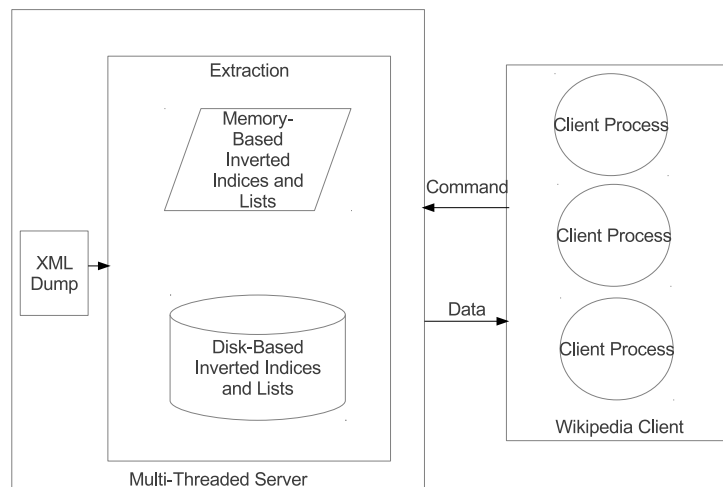 Extraction
Memory-
Based
Inverted
Indices and
Lists
XML
Dump
Disk-Based
Inverted Indices
and Lists
Multi-Threaded Server
Command
Data
Client Process
Client Process
Client Process
Wikipedia Client